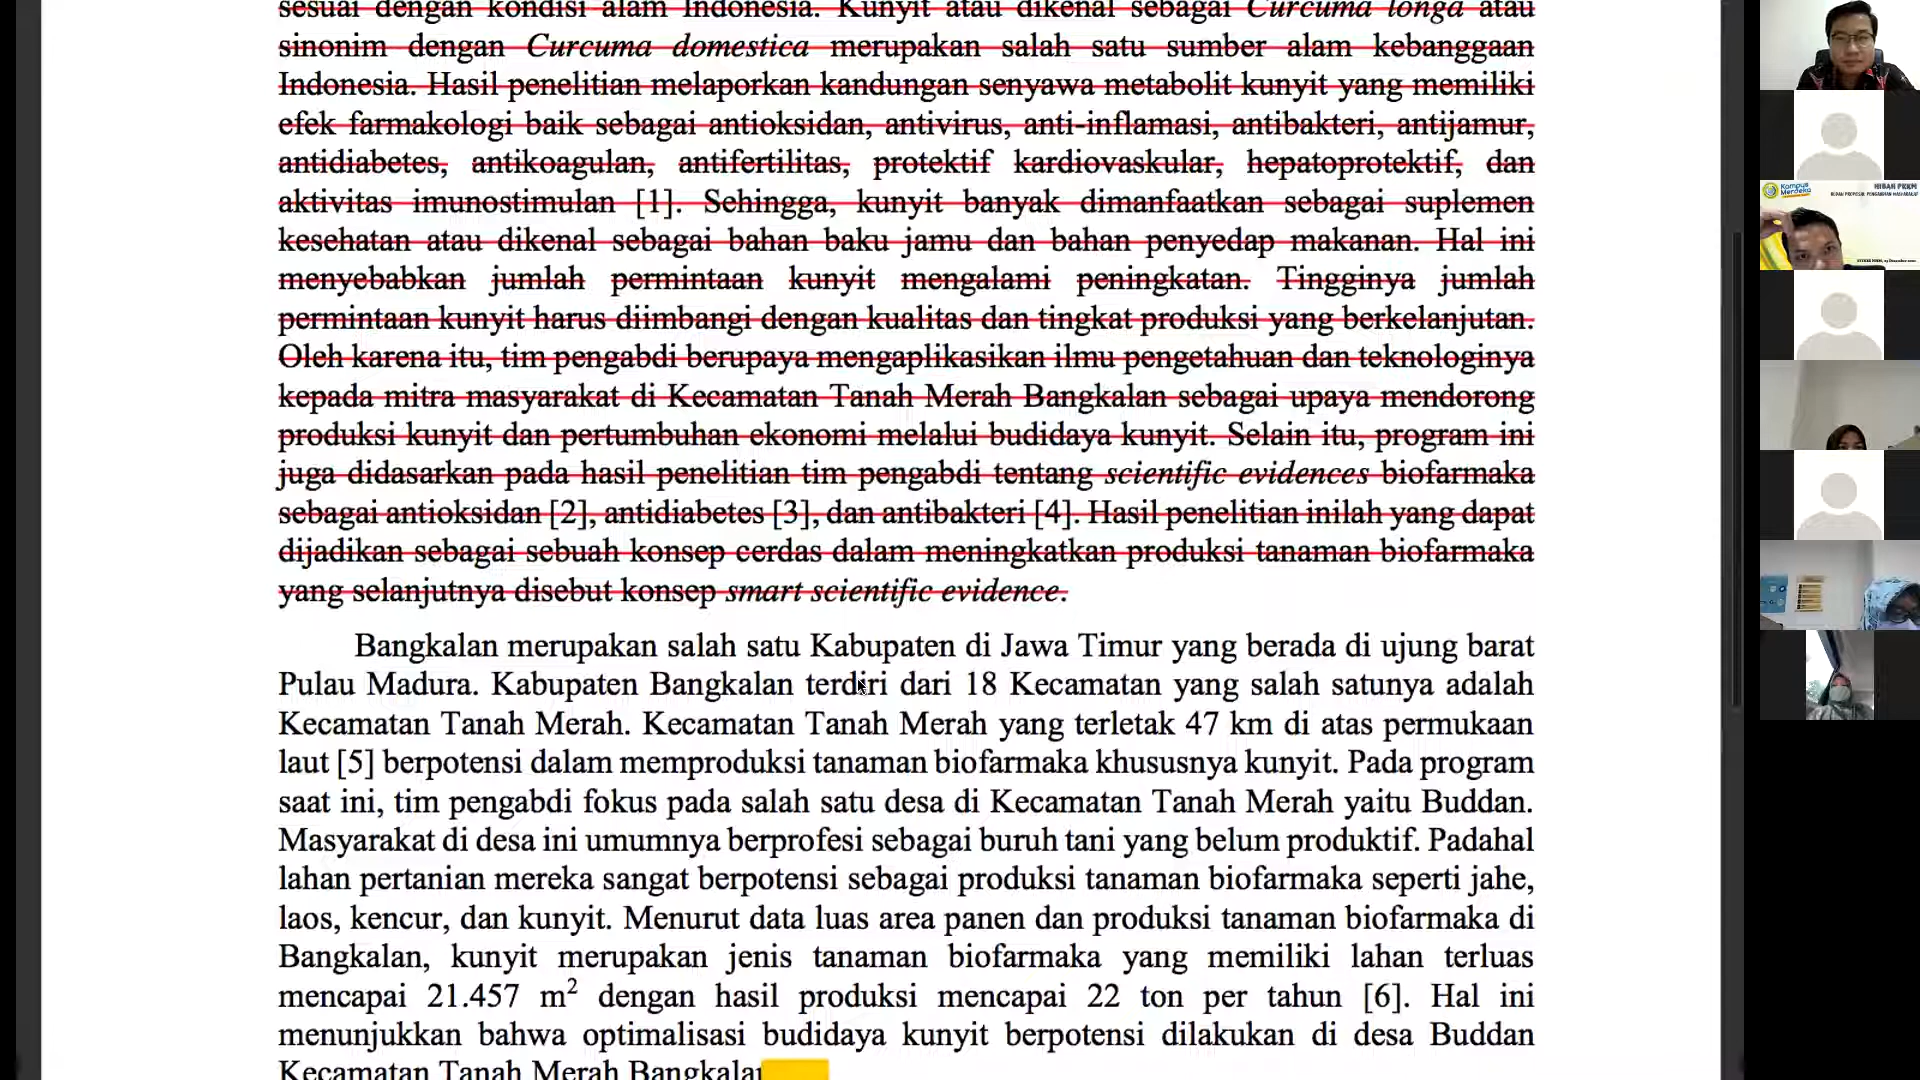 sesuai dengan kondisi alam Indonesia. Kunyit atau dikenal sebagai Curcuma longa atau
sinonim dengan Curcuma domestica merupakan salah satu sumber alam kebanggaan
Indonesia. Hasil penelitian melaporkan kandungan senyawa metabolit kunyit yang memiliki
efek farmakologi baik sebagai antioksidan, antivirus, anti-inflamasi, antibakteri, antijamur,
antidiabetes, antikoagulan, antifertilitas, protektif kardiovaskular, hepatoprotektif, dan
aktivitas imunostimulan [1]. Sehingga, kunyit banyak dimanfaatkan sebagai suplemen
kesehatan atau dikenal sebagai bahan baku jamu dan bahan penyedap makanan. Hal ini
menyebabkan jumlah permintaan kunyit mengalami peningkatan. Tingginya jumlah
permintaan kunyit harus diimbangi dengan kualitas dan tingkat produksi yang berkelanjutan.
Oleh karena itu, tim pengabdi berupaya mengaplikasikan ilmu pengetahuan dan teknologinya
kepada mitra masyarakat di Kecamatan Tanah Merah Bangkalan sebagai upaya mendorong
produksi kunyit dan pertumbuhan ekonomi melalui budidaya kunyit. Selain itu, program ini
juga didasarkan pada hasil penelitian tim pengabdi tentang scientific evidences biofarmaka
sebagai antioksidan [2], antidiabetes [3], dan antibakteri [4]. Hasil penelitian inilah yang dapat
dijadikan sebagai sebuah konsep cerdas dalam meningkatkan produksi tanaman biofarmaka
yang selanjutnya disebut konsep smart scientific evidence.
Bangkalan merupakan salah satu Kabupaten di Jawa Timur yang berada di ujung barat
Pulau Madura. Kabupaten Bangkalan terdiri dari 18 Kecamatan yang salah satunya adalah
Kecamatan Tanah Merah. Kecamatan Tanah Merah yang terletak 47 km di atas permukaan
laut [5] berpotensi dalam memproduksi tanaman biofarmaka khususnya kunyit. Pada program
saat ini, tim pengabdi fokus pada salah satu desa di Kecamatan Tanah Merah yaitu Buddan.
Masyarakat di desa ini umumnya berprofesi sebagai buruh tani yang belum produktif. Padahal
lahan pertanian mereka sangat berpotensi sebagai produksi tanaman biofarmaka seperti jahe,
laos, kencur, dan kunyit. Menurut data luas area panen dan produksi tanaman biofarmaka di
Bangkalan, kunyit merupakan jenis tanaman biofarmaka yang memiliki lahan terluas
mencapai 21.457 m² dengan hasil produksi mencapai 22 ton per tahun [6]. Hal ini
menunjukkan bahwa optimalisasi budidaya kunyit berpotensi dilakukan di desa Buddan
Kecamatan Tanah Merah Bangkalan
Kampus
Merdeka
HIBAH PKKM